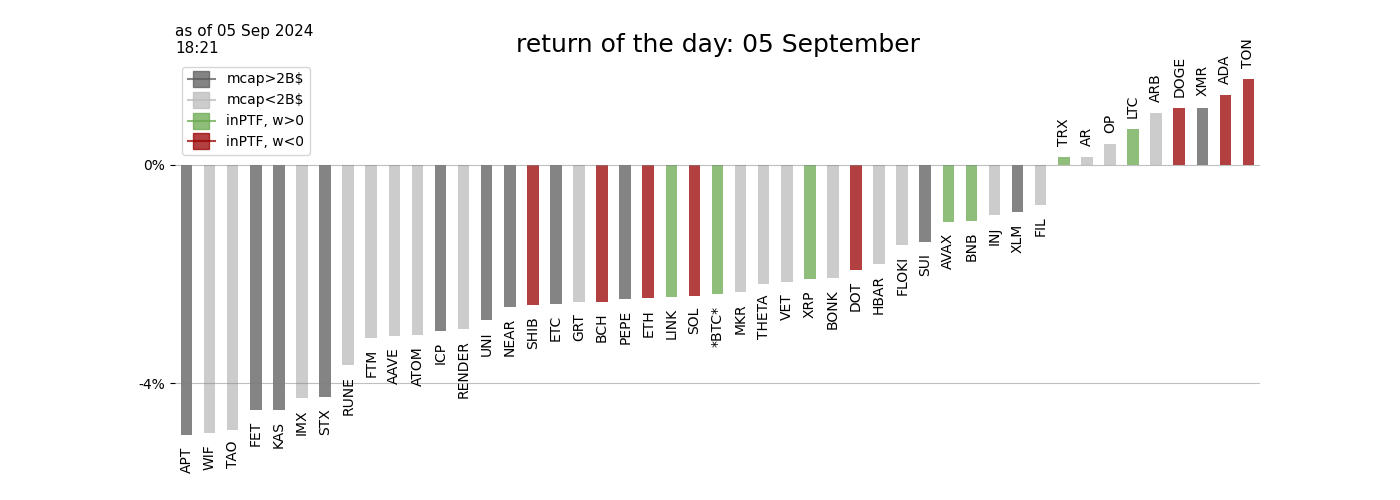 as of 05 Sep 2024
18:21
return of the day: 05 September
mcap>2B$
mcap<2B$
inPTF, w>0
inPTF, w<0
0%
-4%
APT
WIF
TAO
FET
KAS
IMX
STX
RUNE
FTM
AAVE
ATOM
ICP
RENDER
UNI
NEAR
SHIB
ETC
GRT
BCH
PEPE
ETH
LINK
SOL
*BTC*
MKR
THETA
VET
XRP
BONK
DOT
HBAR
FLOKI
SUI
AVAX
BNB
INJ
XLM
FIL
TRX
AR
OP
LTC
ARB
DOGE
XMR
ADA
TON